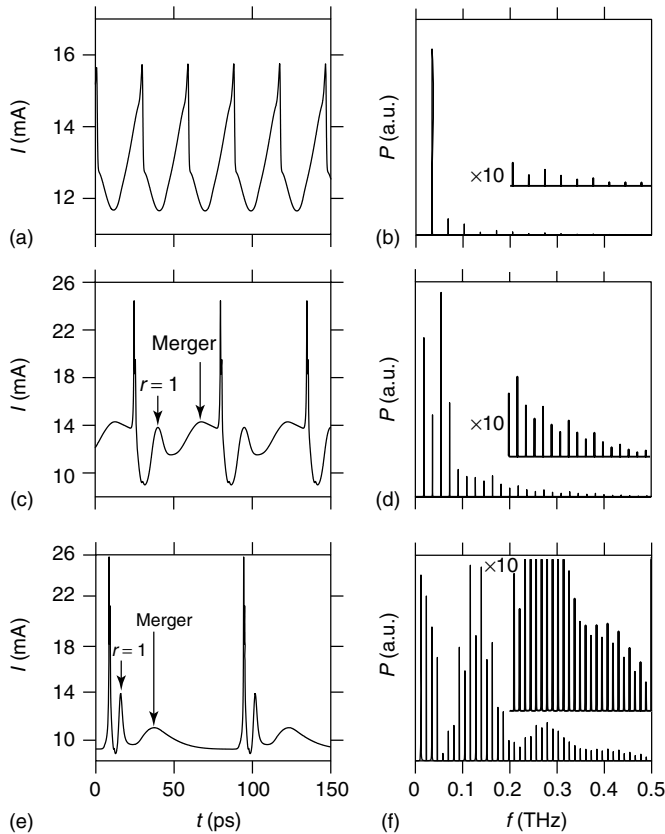 16
14
12
I (mA)
(a)
P (a.u.)
×10
(b)
26
22
18
14
10
I (mA)
Merger
r = 1
(c)
P (a.u.)
×10
(d)
26
22
18
14
10
I (mA)
Merger
r = 1
0
50
100
150
t (ps)
(e)
P (a.u.)
×10
0
0.1
0.2
0.3
0.4
0.5
f (THz)
(f)